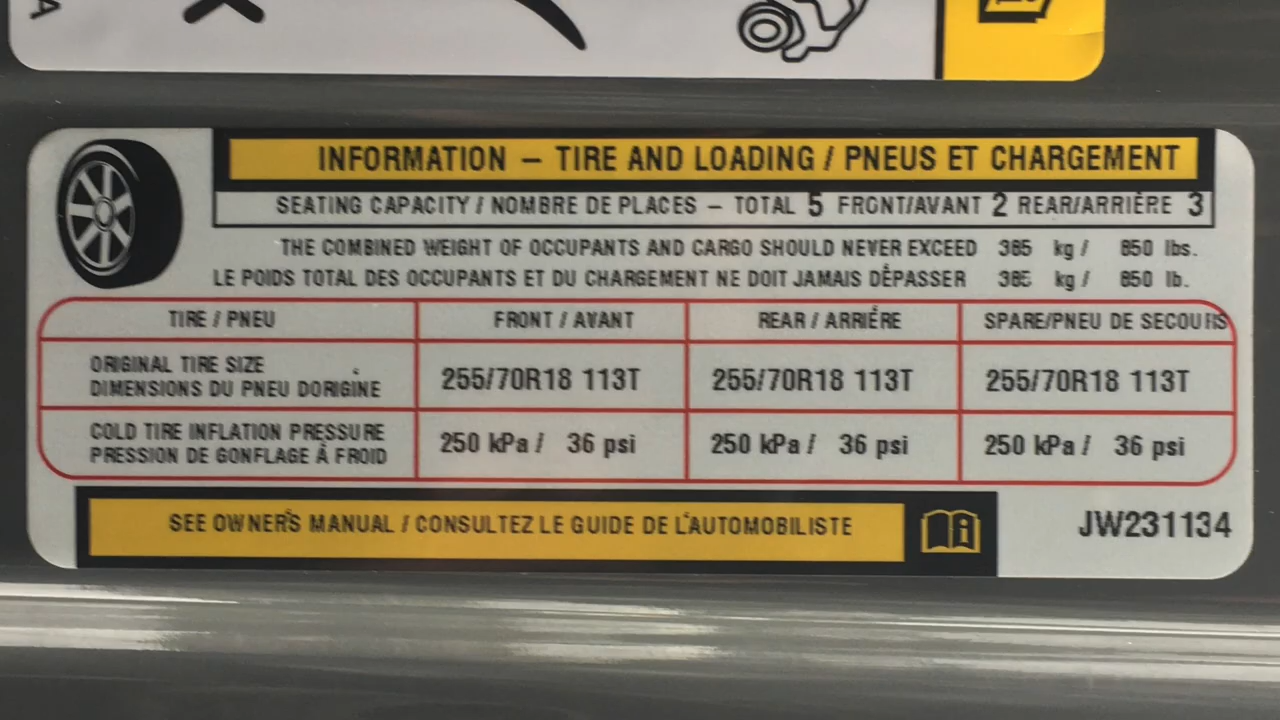 INFORMATION – TIRE AND LOADING / PNEUS ET CHARGEMENT
SEATING CAPACITY / NOMBRE DE PLACES – TOTAL 5 FRONT/AVANT 2 REAR/ARRIÈRE 3
THE COMBINED WEIGHT OF OCCUPANTS AND CARGO SHOULD NEVER EXCEED 385 kg / 850 lbs.
LE POIDS TOTAL DES OCCUPANTS ET DU CHARGEMENT NE DOIT JAMAIS DÉPASSER 385 kg / 850 lb.
TIRE / PNEU FRONT / AVANT REAR / ARRIÉRE SPARE/PNEU DE SECOURS
ORIGINAL TIRE SIZE
DIMENSIONS DU PNEU DORIGINE 255/70R18 113T 255/70R18 113T 255/70R18 113T
COLD TIRE INFLATION PRESSURE
PRESSION DE GONFLAGE À FROID 250 kPa / 36 psi 250 kPa / 36 psi 250 kPa / 36 psi
SEE OWNER'S MANUAL / CONSULTEZ LE GUIDE DE L'AUTOMOBILISTE
JW231134